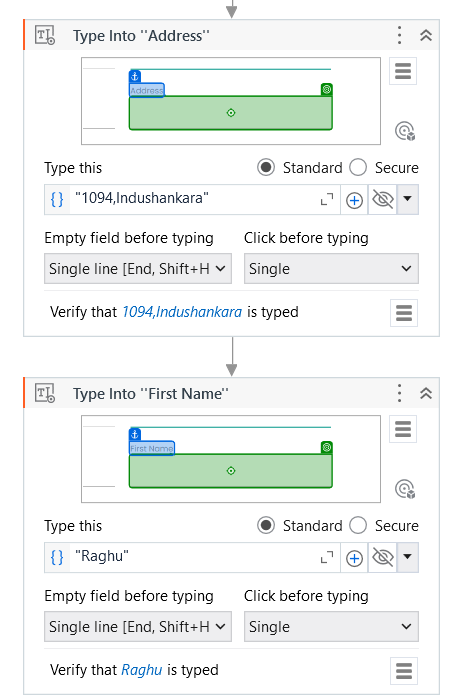 Type Into ''Address''
Address
Type this
Standard
Secure
{} "1094,Indushankara"
Empty field before typing
Click before typing
Single line [End, Shift+H
Single
Verify that 1094,Indushankara is typed
Type Into ''First Name''
First Name
Type this
Standard
Secure
{} "Raghu"
Empty field before typing
Click before typing
Single line [End, Shift+H
Single
Verify that Raghu is typed